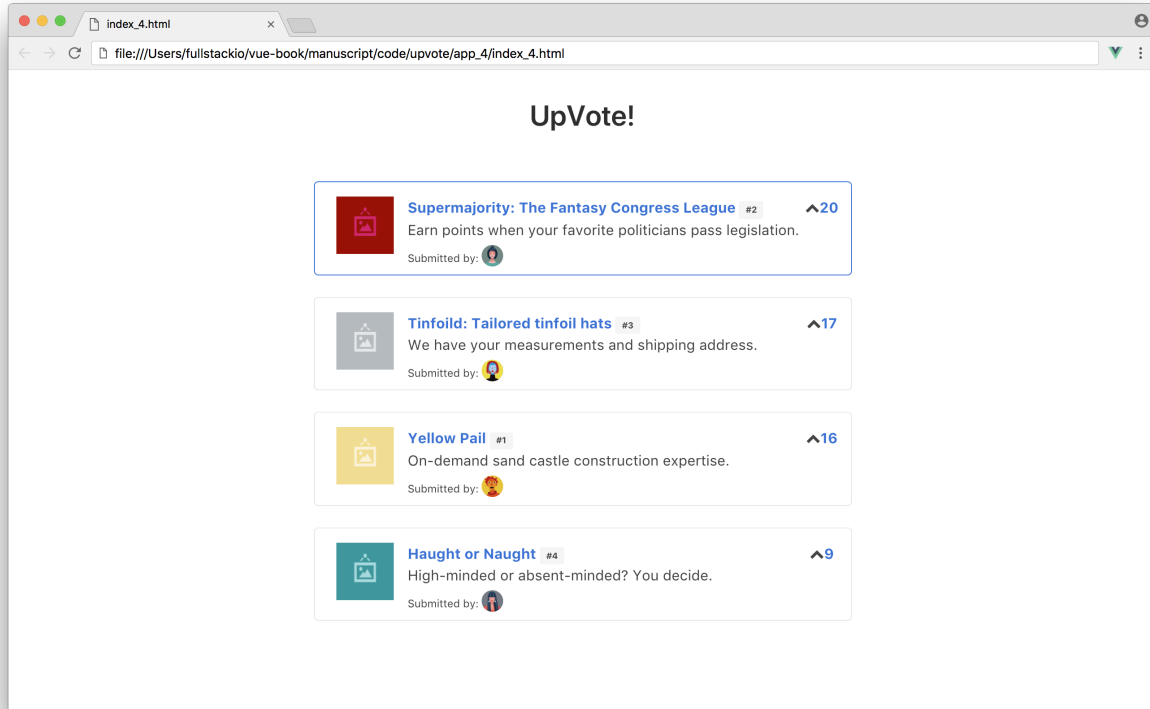 index_4.html
file:///Users/fullstackio/vue-book/manuscript/code/upvote/app_4/index_4.html
UpVote!
Supermajority: The Fantasy Congress League #2 20
Earn points when your favorite politicians pass legislation.
Submitted by:
Tinfoild: Tailored tinfoil hats #3 17
We have your measurements and shipping address.
Submitted by:
Yellow Pail #1 16
On-demand sand castle construction expertise.
Submitted by:
Haught or Naught #4 9
High-minded or absent-minded? You decide.
Submitted by: